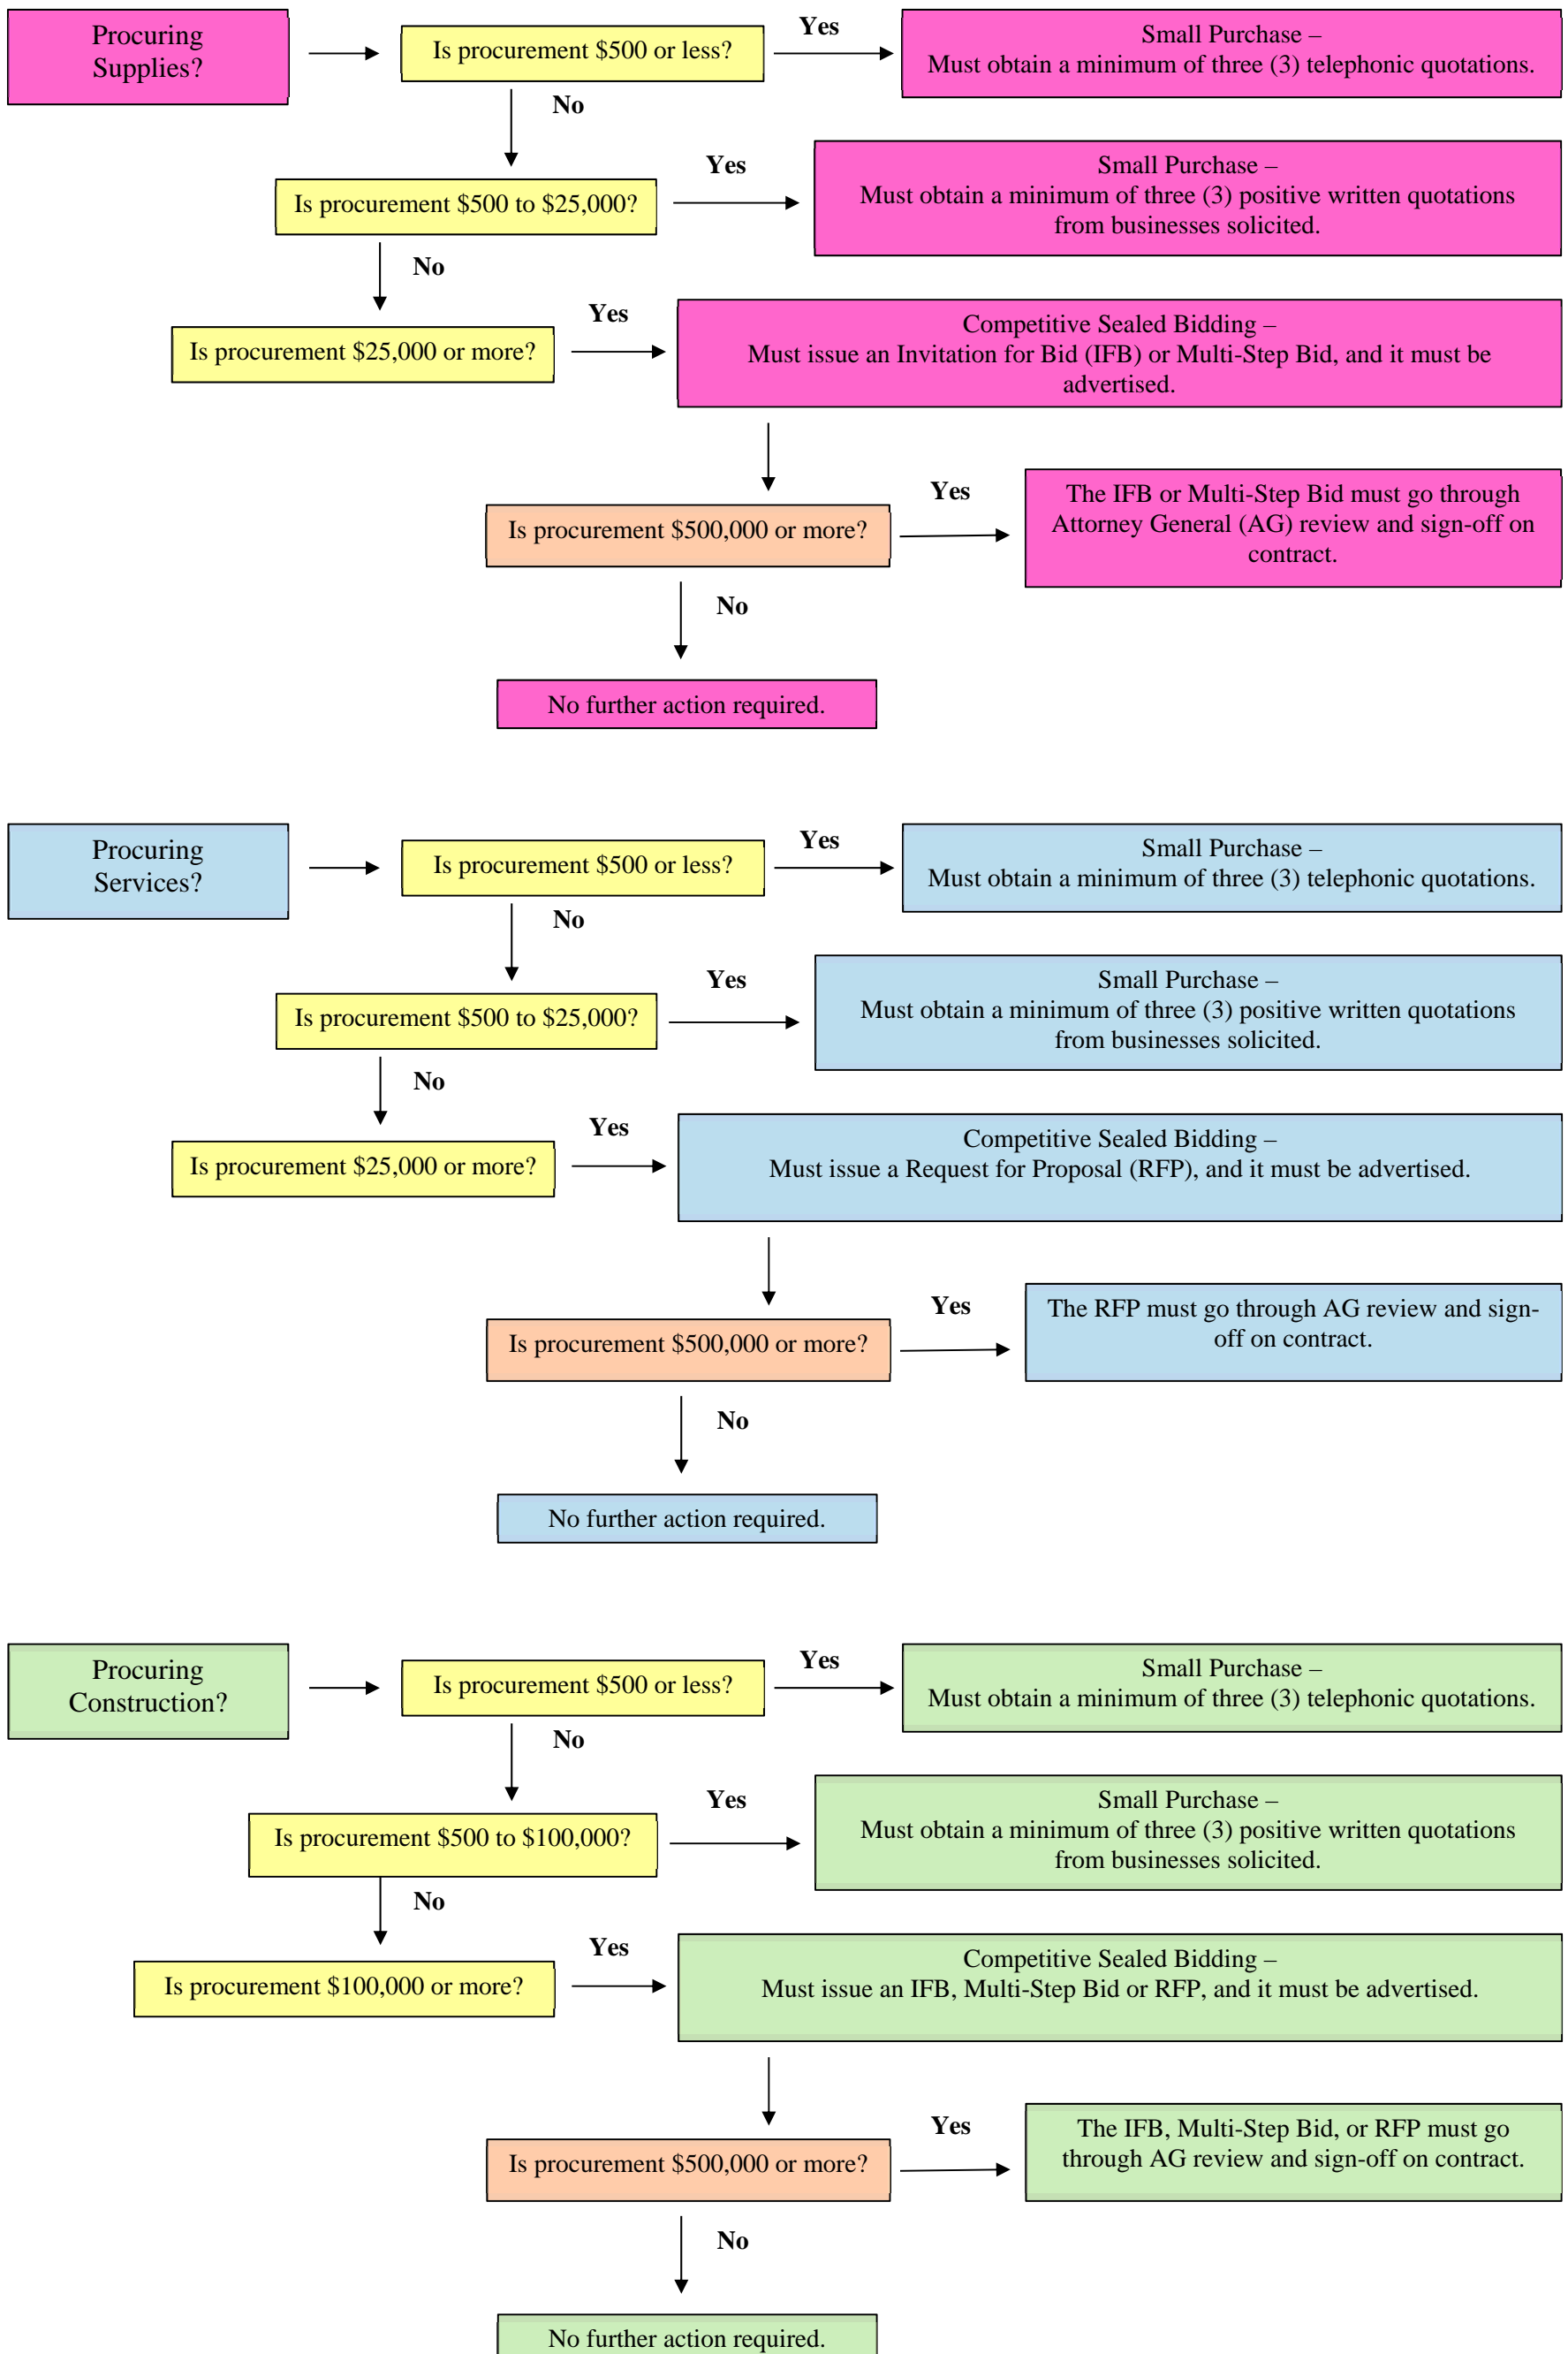 Procuring
Supplies?
Is procurement $500 or less?
Yes
Small Purchase –
Must obtain a minimum of three (3) telephonic quotations.
No
Is procurement $500 to $25,000?
Yes
Small Purchase –
Must obtain a minimum of three (3) positive written quotations
from businesses solicited.
No
Is procurement $25,000 or more?
Yes
Competitive Sealed Bidding –
Must issue an Invitation for Bid (IFB) or Multi-Step Bid, and it must be
advertised.
Is procurement $500,000 or more?
Yes
The IFB or Multi-Step Bid must go through
Attorney General (AG) review and sign-off on
contract.
No
No further action required.
Procuring
Services?
Is procurement $500 or less?
Yes
Small Purchase –
Must obtain a minimum of three (3) telephonic quotations.
No
Is procurement $500 to $25,000?
Yes
Small Purchase –
Must obtain a minimum of three (3) positive written quotations
from businesses solicited.
No
Is procurement $25,000 or more?
Yes
Competitive Sealed Bidding –
Must issue a Request for Proposal (RFP), and it must be advertised.
Is procurement $500,000 or more?
Yes
The RFP must go through AG review and sign-
off on contract.
No
No further action required.
Procuring
Construction?
Is procurement $500 or less?
Yes
Small Purchase –
Must obtain a minimum of three (3) telephonic quotations.
No
Is procurement $500 to $100,000?
Yes
Small Purchase –
Must obtain a minimum of three (3) positive written quotations
from businesses solicited.
No
Is procurement $100,000 or more?
Yes
Competitive Sealed Bidding –
Must issue an IFB, Multi-Step Bid or RFP, and it must be advertised.
Is procurement $500,000 or more?
Yes
The IFB, Multi-Step Bid, or RFP must go
through AG review and sign-off on contract.
No
No further action required.